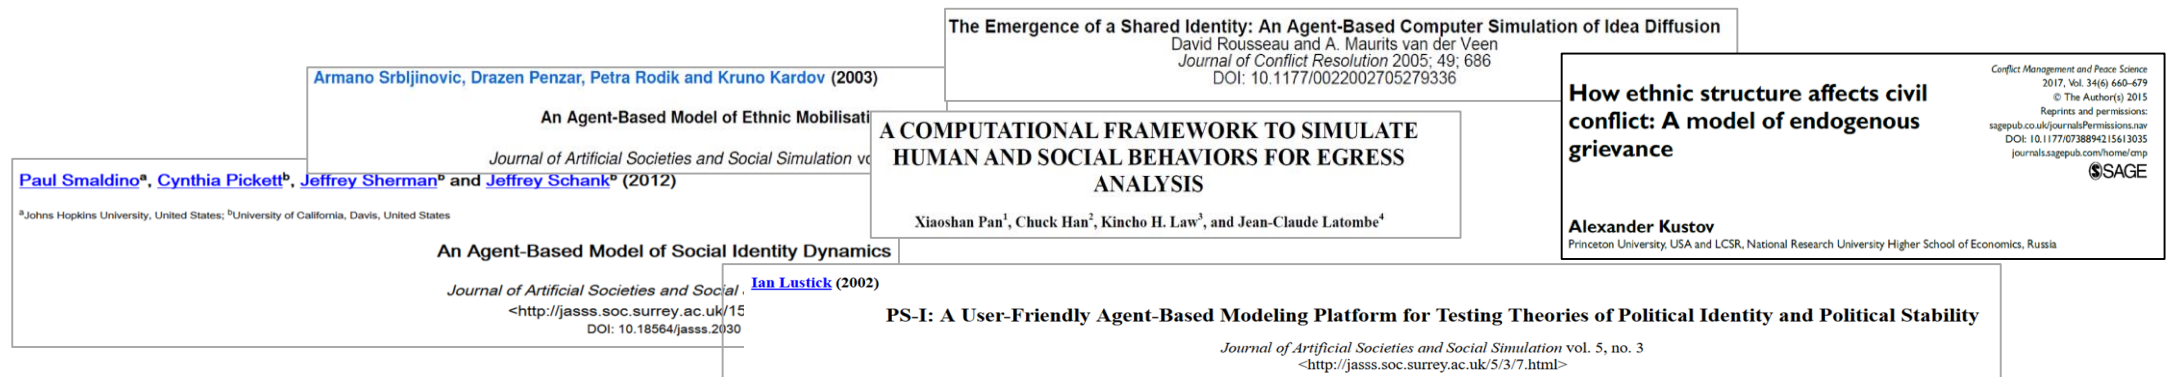 The Emergence of a Shared Identity: An Agent-Based Computer Simulation of Idea Diffusion
David Rousseau and A. Maurits van der Veen
Journal of Conflict Resolution 2005; 49; 686
DOI: 10.1177/0022002705279336
Armano Srbljinovic, Drazen Penzar, Petra Rodik and Kruno Kardov (2003)
An Agent-Based Model of Ethnic Mobilisati
Journal of Artificial Societies and Social Simulation vo
A COMPUTATIONAL FRAMEWORK TO SIMULATE
HUMAN AND SOCIAL BEHAVIORS FOR EGRESS
ANALYSIS
Xiaoshan Pan1, Chuck Han2, Kincho H. Law3, and Jean-Claude Latombe4
How ethnic structure affects civil
conflict: A model of endogenous
grievance
Conflict Management and Peace Science
2017, Vol. 34(6) 660–679
© The Author(s) 2015
Reprints and permissions:
sagepub.co.uk/journalsPermissions.nav
DOI: 10.1177/0738894215613035
journals.sagepub.com/home/cmp
SAGE
Alexander Kustov
Princeton University, USA and LCSR, National Research University Higher School of Economics, Russia
Paul Smaldinoa, Cynthia Pickettb, Jeffrey Shermanb and Jeffrey Schankb (2012)
aJohns Hopkins University, United States; bUniversity of California, Davis, United States
An Agent-Based Model of Social Identity Dynamics
Journal of Artificial Societies and Social
<http://jasss.soc.surrey.ac.uk/15
DOI: 10.18564/jasss.2030
Ian Lustick (2002)
PS-I: A User-Friendly Agent-Based Modeling Platform for Testing Theories of Political Identity and Political Stability
Journal of Artificial Societies and Social Simulation vol. 5, no. 3
<http://jasss.soc.surrey.ac.uk/5/3/7.html>